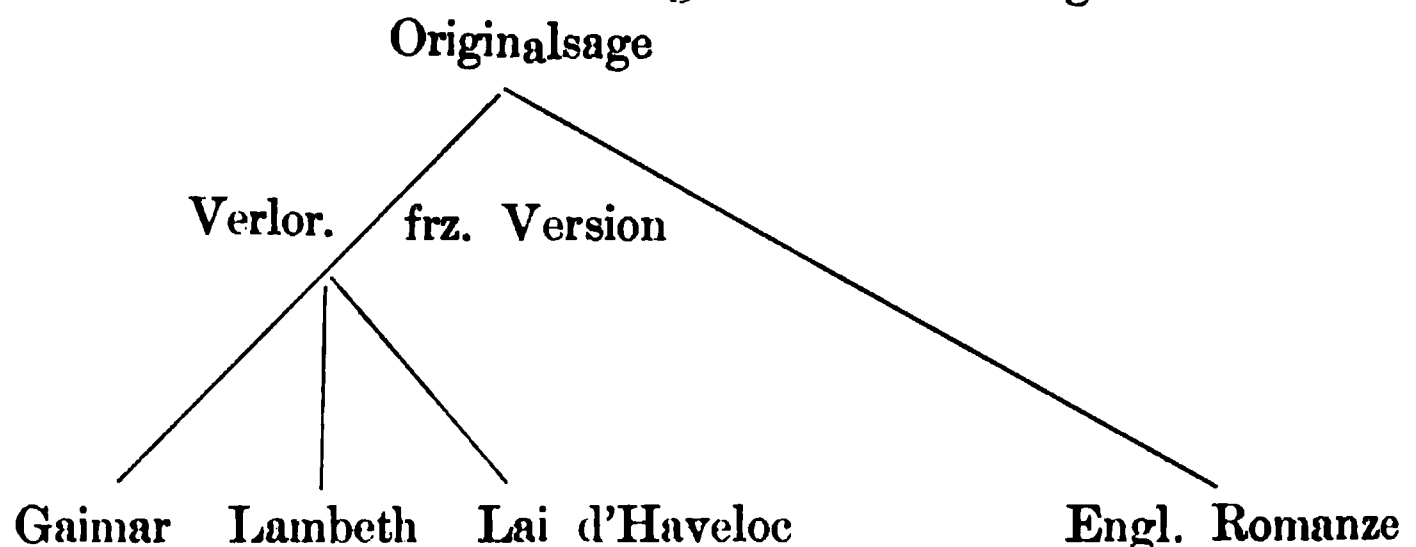 Originalsage
Verlor. frz. Version
Gaimar Lambeth Lai d'Haveloc Engl. Romanze